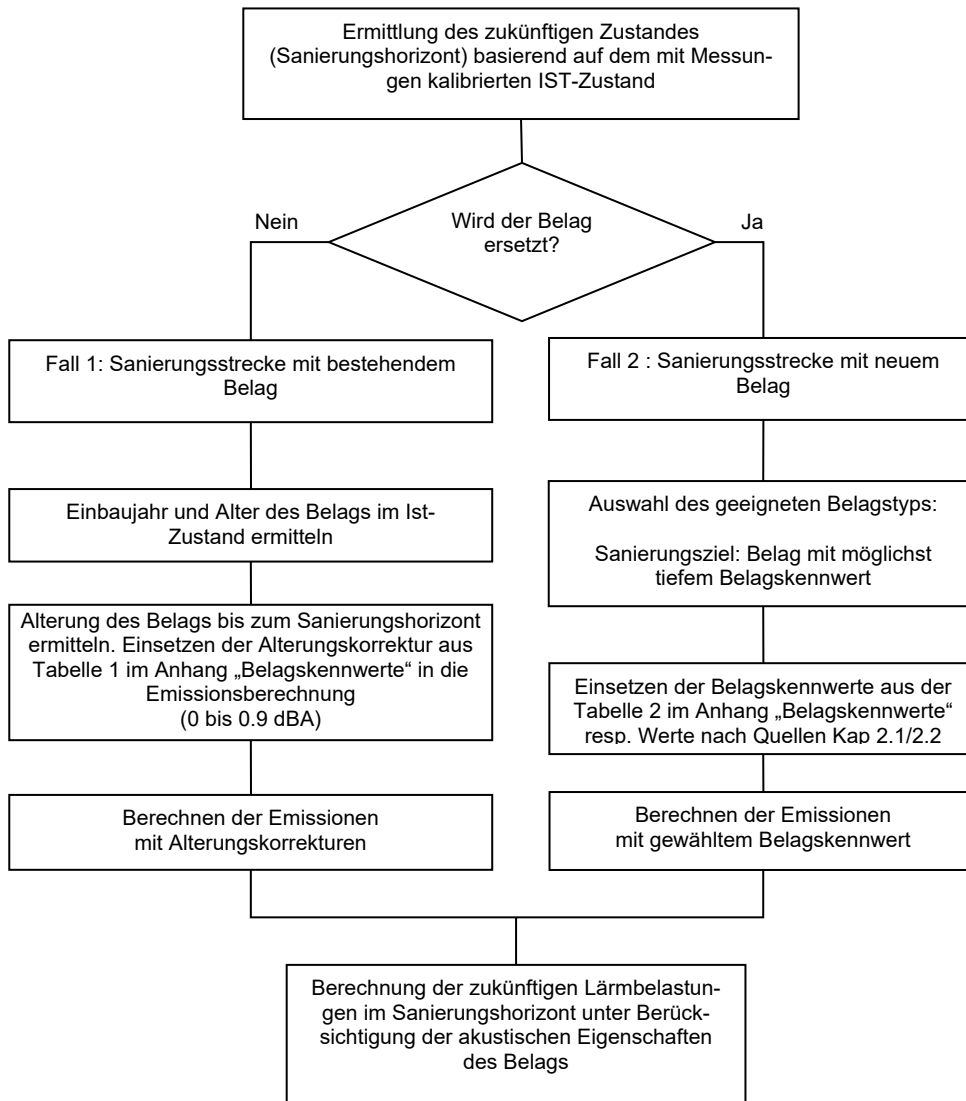 Ermittlung des zukünftigen Zustandes
(Sanierungshorizont) basierend auf dem mit Messun-
gen kalibrierten IST-Zustand
Nein
Wird der Belag
ersetzt?
Ja
Fall 1: Sanierungsstrecke mit bestehendem
Belag
Fall 2 : Sanierungsstrecke mit neuem
Belag
Einbaujahr und Alter des Belags im Ist-
Zustand ermitteln
Auswahl des geeigneten Belagstyps:
Sanierungsziel: Belag mit möglichst
tiefem Belagskennwert
Alterung des Belags bis zum Sanierungshorizont
ermitteln. Einsetzen der Alterungskorrektur aus
Tabelle 1 im Anhang „Belagskennwerte“ in die
Emissionsberechnung
(0 bis 0.9 dBA)
Einsetzen der Belagskennwerte aus der
Tabelle 2 im Anhang „Belagskennwerte“
resp. Werte nach Quellen Kap 2.1/2.2
Berechnen der Emissionen
mit Alterungskorrekturen
Berechnen der Emissionen
mit gewähltem Belagskennwert
Berechnung der zukünftigen Lärmbelastun-
gen im Sanierungshorizont unter Berück-
sichtigung der akustischen Eigenschaften
des Belags